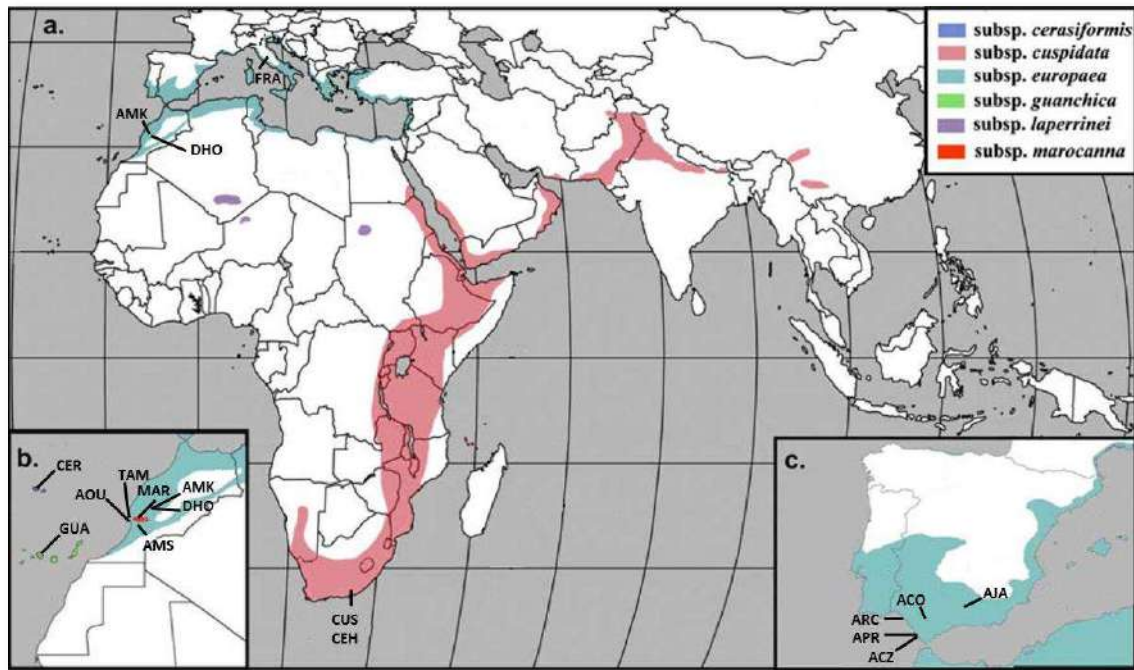 a.
subsp. cerasiformis
subsp. cuspidata
subsp. europaea
subsp. guanchica
subsp. laperrinei
subsp. marocanna
FRA
AMK
DHO
b.
CER
TAM
MAR
AOU
AMK
DHO
GUA
AMS
CUS
CEH
c.
ACO
AJA
ARC
APR
ACZ